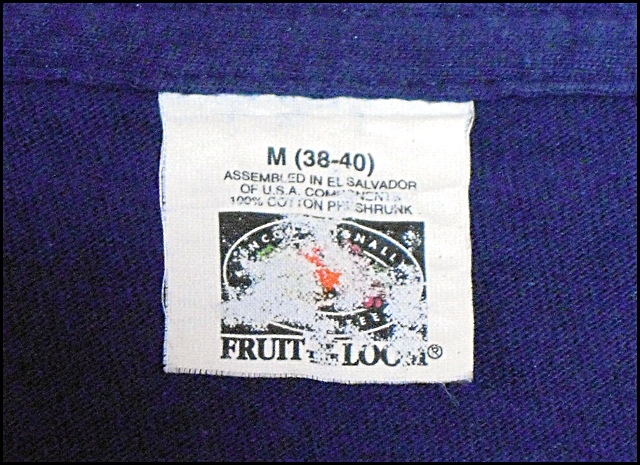 M (38-40)
ASSEMBLED IN EL SALVADOR
OF U.S.A. COMPONENTS
100% COTTON PRESHRUNK
FRUIT LOOM®